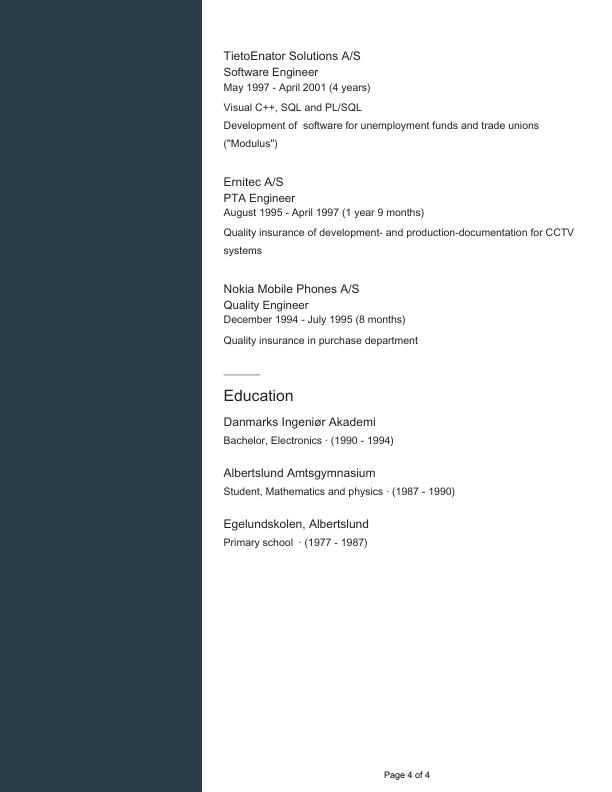 TietoEnator Solutions A/S
Software Engineer
May 1997 - April 2001 (4 years)
Visual C++, SQL and PL/SQL
Development of  software for unemployment funds and trade unions
("Modulus")
Ernitec A/S
PTA Engineer
August 1995 - April 1997 (1 year 9 months)
Quality insurance of development- and production-documentation for CCTV
systems
Nokia Mobile Phones A/S
Quality Engineer
December 1994 - July 1995 (8 months)
Quality insurance in purchase department
Education
Danmarks Ingeniør Akademi
Bachelor, Electronics · (1990 - 1994)
Albertslund Amtsgymnasium
Student, Mathematics and physics · (1987 - 1990)
Egelundskolen, Albertslund
Primary school  · (1977 - 1987)
Page 4 of 4